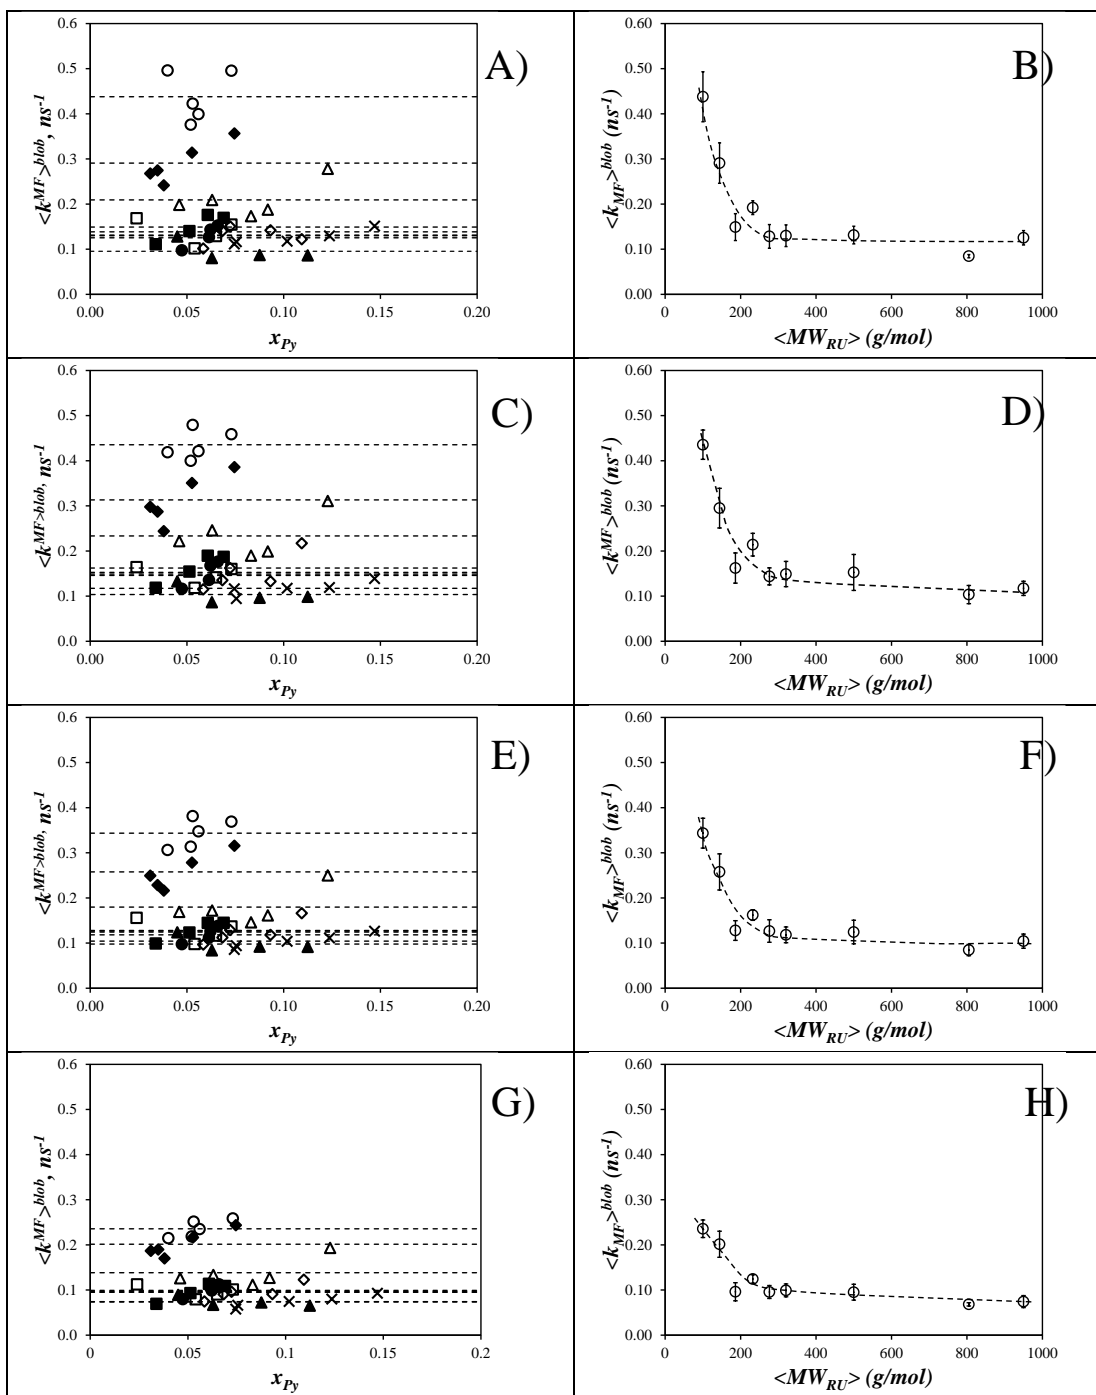 A)
<k^MF>^blob, ns^-1
0.6
0.5
0.4
0.3
0.2
0.1
0.0
0.00 0.05 0.10 0.15 0.20
x_Py
B)
<k_MF>^blob (ns^-1)
0.60
0.50
0.40
0.30
0.20
0.10
0.00
0 200 400 600 800 1000
<MW_RU> (g/mol)
C)
<k^MF>^blob, ns^-1
0.6
0.5
0.4
0.3
0.2
0.1
0.0
0.00 0.05 0.10 0.15 0.20
x_Py
D)
<k^MF>^blob (ns^-1)
0.60
0.50
0.40
0.30
0.20
0.10
0.00
0 200 400 600 800 1000
<MW_RU> (g/mol)
E)
<k^MF>^blob, ns^-1
0.6
0.5
0.4
0.3
0.2
0.1
0.0
0.00 0.05 0.10 0.15 0.20
x_Py
F)
<k_MF>^blob (ns^-1)
0.60
0.50
0.40
0.30
0.20
0.10
0.00
0 200 400 600 800 1000
<MW_RU> (g/mol)
G)
<k^MF>^blob, ns^-1
0.6
0.5
0.4
0.3
0.2
0.1
0.0
0 0.05 0.1 0.15 0.2
x_Py
H)
<k_MF>^blob (ns^-1)
0.60
0.50
0.40
0.30
0.20
0.10
0.00
0 200 400 600 800 1000
<MW_RU> (g/mol)